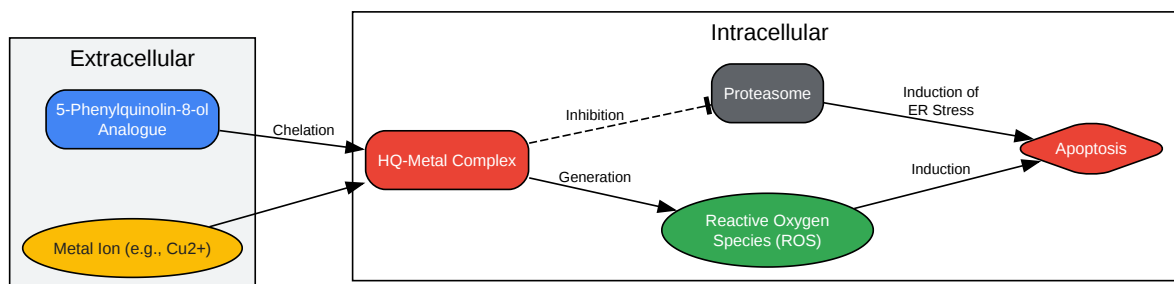 Extracellular
5-Phenylquinolin-8-ol
Analogue
Metal Ion (e.g., Cu2+)
Chelation
Intracellular
HQ-Metal Complex
Inhibition
Generation
Proteasome
Reactive Oxygen
Species (ROS)
Induction of
ER Stress
Induction
Apoptosis